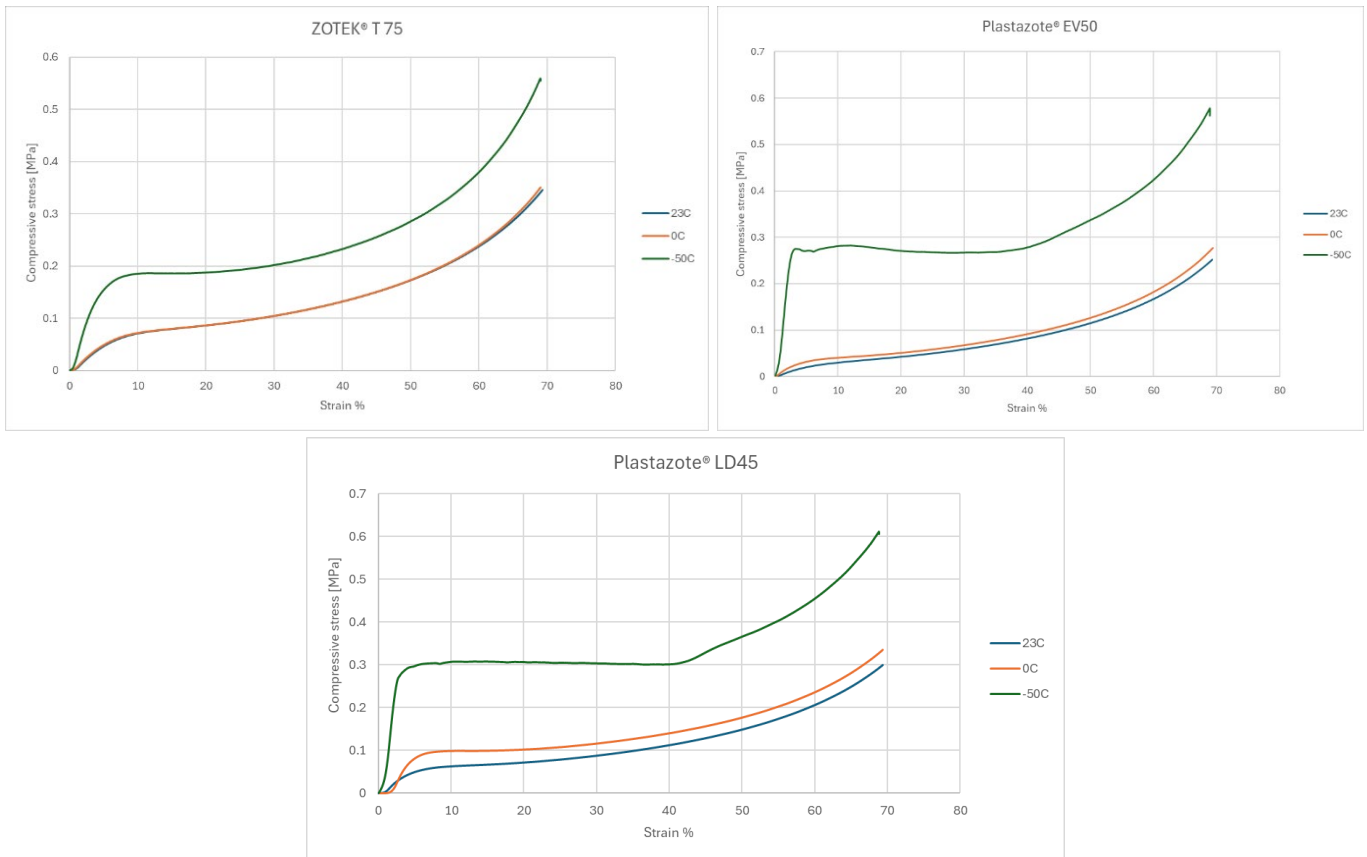 ZOTEK® T 75
0.6
0.5
0.4
0.3
0.2
0.1
0
Compressive stress [MPa]
0 10 20 30 40 50 60 70 80
Strain %
23C
0C
-50C
Plastazote® EV50
0.7
0.6
0.5
0.4
0.3
0.2
0.1
0
Compressive stress [MPa]
0 10 20 30 40 50 60 70 80
Strain %
23C
0C
-50C
Plastazote® LD45
0.7
0.6
0.5
0.4
0.3
0.2
0.1
0
Compressive stress [MPa]
0 10 20 30 40 50 60 70 80
Strain %
23C
0C
-50C